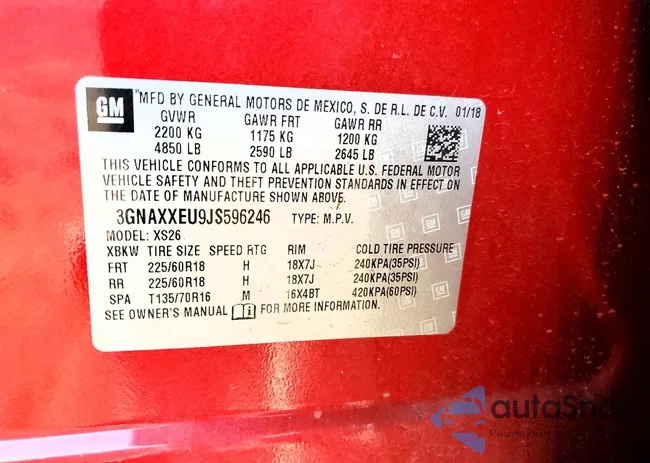 GM
*MFD BY GENERAL MOTORS DE MEXICO, S. DE R.L. DE C.V. 01/18
GVWR GAWR FRT GAWR RR
2200 KG 1175 KG 1200 KG
4850 LB 2590 LB 2645 LB
THIS VEHICLE CONFORMS TO ALL APPLICABLE U.S. FEDERAL MOTOR
VEHICLE SAFETY AND THEFT PREVENTION STANDARDS IN EFFECT ON
THE DATE OF MANUFACTURE SHOWN ABOVE.
3GNAXXEU9JS596246 TYPE: M.P.V.
MODEL: XS26
XBKW TIRE SIZE SPEED RTG RIM COLD TIRE PRESSURE
FRT 225/60R18 H 18X7J 240KPA(35PSI)
RR 225/60R18 H 18X7J 240KPA(35PSI)
SPA T135/70R16 M 16X4BT 420KPA(60PSI)
SEE OWNER'S MANUAL FOR MORE INFORMATION.